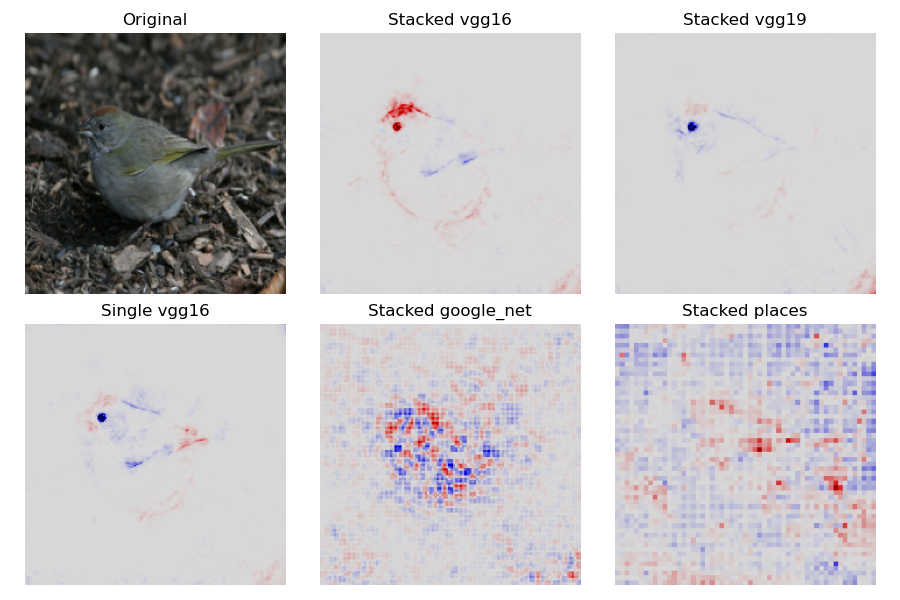 Original
Stacked vgg16
Stacked vgg19
Single vgg16
Stacked google_net
Stacked places